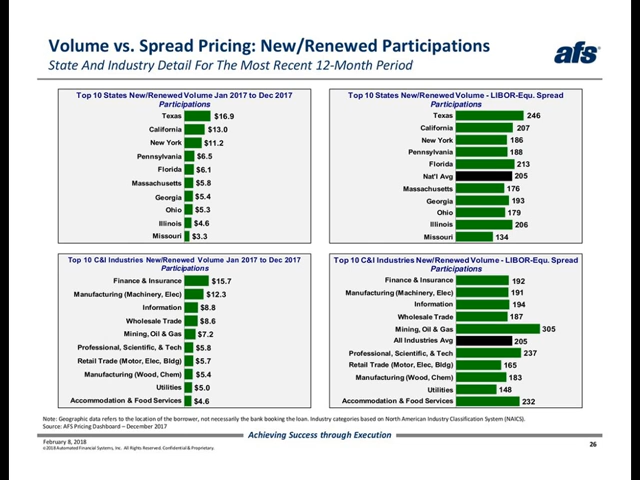 Volume vs. Spread Pricing: New/Renewed Participations
State And Industry Detail For The Most Recent 12-Month Period
afs
Top 10 States New/Renewed Volume Jan 2017 to Dec 2017
Participations
Texas $16.9
California $13.0
New York $11.2
Pennsylvania $6.5
Florida $6.1
Massachusetts $5.8
Georgia $5.4
Ohio $5.3
Illinois $4.6
Missouri $3.3
Top 10 States New/Renewed Volume - LIBOR-Equ. Spread
Participations
Texas 246
California 207
New York 186
Pennsylvania 188
Florida 213
Nat'l Avg 205
Massachusetts 176
Georgia 193
Ohio 179
Illinois 206
Missouri 134
Top 10 C&I Industries New/Renewed Volume Jan 2017 to Dec 2017
Participations
Finance & Insurance $15.7
Manufacturing (Machinery, Elec) $12.3
Information $8.8
Wholesale Trade $8.6
Mining, Oil & Gas $7.2
Professional, Scientific, & Tech $5.8
Retail Trade (Motor, Elec, Bldg) $5.7
Manufacturing (Wood, Chem) $5.4
Utilities $5.0
Accommodation & Food Services $4.6
Top 10 C&I Industries New/Renewed Volume - LIBOR-Equ. Spread
Participations
Finance & Insurance 192
Manufacturing (Machinery, Elec) 191
Information 194
Wholesale Trade 187
Mining, Oil & Gas 305
All Industries Avg 205
Professional, Scientific, & Tech 237
Retail Trade (Motor, Elec, Bldg) 165
Manufacturing (Wood, Chem) 183
Utilities 148
Accommodation & Food Services 232
Note: Geographic data refers to the location of the borrower, not necessarily the bank booking the loan. Industry categories based on North American Industry Classification System (NAICS).
Source: AFS Pricing Dashboard – December 2017
Achieving Success through Execution
February 8, 2018
©2018 Automated Financial Systems, Inc. All Rights Reserved. Confidential & Proprietary.
26